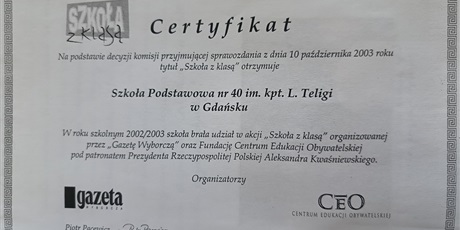 SZKOŁA
z klasą
Certyfikat
Na podstawie decyzji komisji przyjmującej sprawozdania z dnia 10 października 2003 roku
tytuł „Szkoła z klasą” otrzymuje
Szkoła Podstawowa nr 40 im. kpt. L. Teligi
w Gdańsku
W roku szkolnym 2002/2003 szkoła brała udział w akcji „Szkoła z klasą” organizowanej
przez „Gazetę Wyborczą” oraz Fundację Centrum Edukacji Obywatelskiej
pod patronatem Prezydenta Rzeczypospolitej Polskiej Aleksandra Kwaśniewskiego.
Organizatorzy
gazeta
WYBORCZA
CEO
CENTRUM EDUKACJI OBYWATELSKIEJ
Piotr Pacewicz